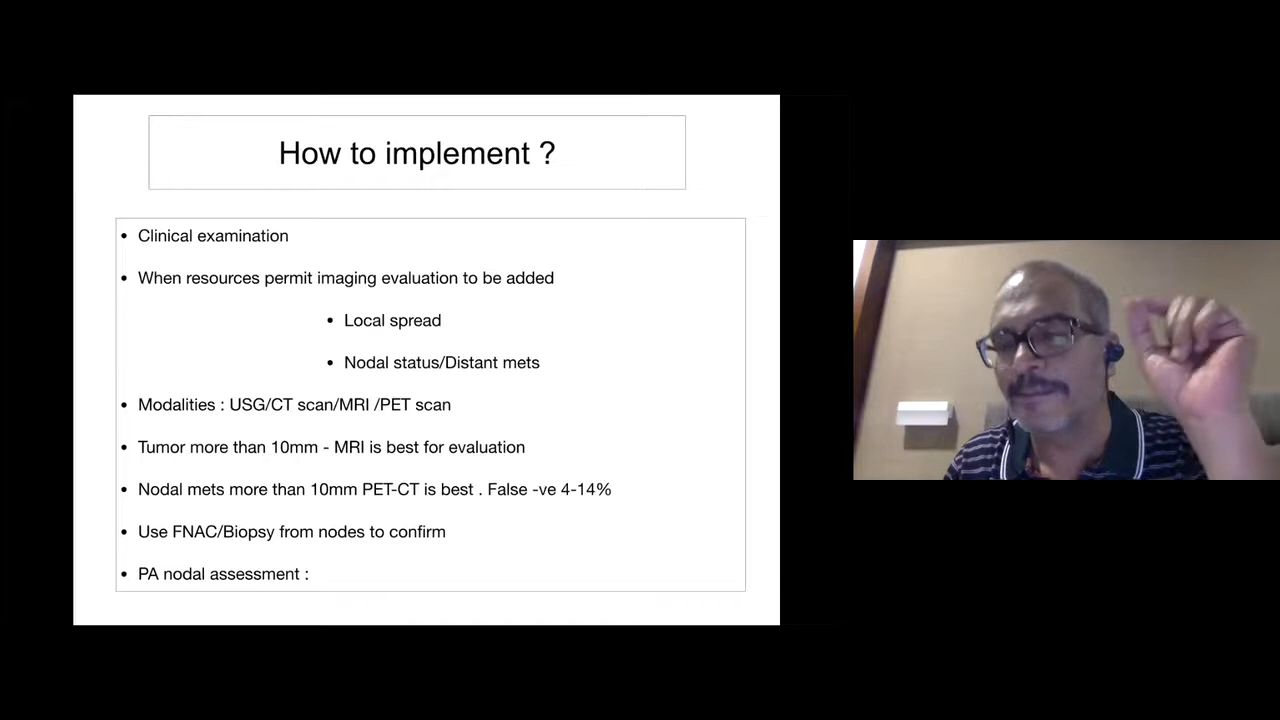 How to implement ?
• Clinical examination
• When resources permit imaging evaluation to be added
• Local spread
• Nodal status/Distant mets
• Modalities : USG/CT scan/MRI /PET scan
• Tumor more than 10mm - MRI is best for evaluation
• Nodal mets more than 10mm PET-CT is best . False -ve 4-14%
• Use FNAC/Biopsy from nodes to confirm
• PA nodal assessment :